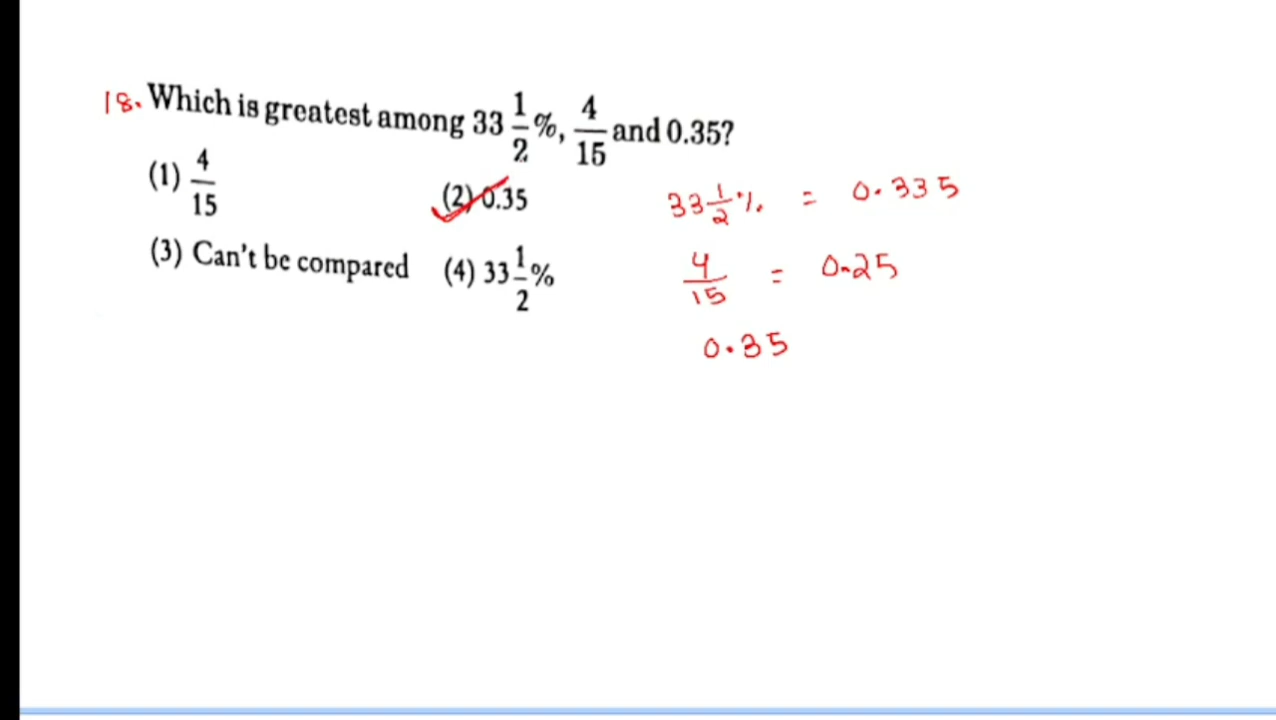 18. Which is greatest among 33 1/2 %, 4/15 and 0.35?
(1) 4/15 (2) 0.35
(3) Can't be compared (4) 33 1/2 %
33 1/2 % = 0.335
4/15 = 0.25
0.35